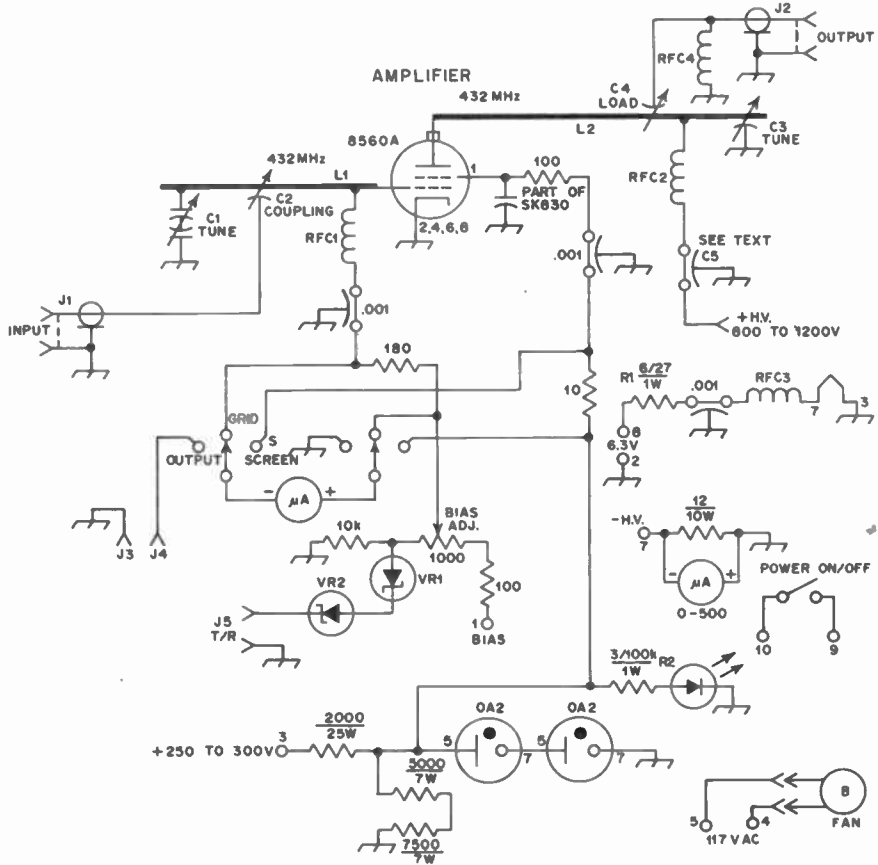 J2
OUTPUT
RFC4
AMPLIFIER
C4
LOAD
432 MHz
L2
C3
TUNE
8560A
1
100
PART OF
SK630
432MHz
L1
C2
COUPLING
C1
TUNE
RFC1
2,4,6,8
RFC2
.001
SEE TEXT
C5
J1
INPUT
.001
+H.V.
800 TO 1200V
180
10
R1
6/27
1W
.001
RFC3
7
3
GRID
S
OUTPUT
SCREEN
6
6.3V
2
-
μA
+
J3
J4
BIAS
ADJ.
10k
1000
VR1
VR2
100
J5
T/R
1
BIAS
-H.V.
7
12
10W
-
μA
+
0-500
POWER ON/OFF
10
9
3/100k
1W
R2
OA2
OA2
2000
25W
+250 TO 300V
3
5
7
5
7
5000
7W
7500
7W
5
4
117 VAC
B
FAN